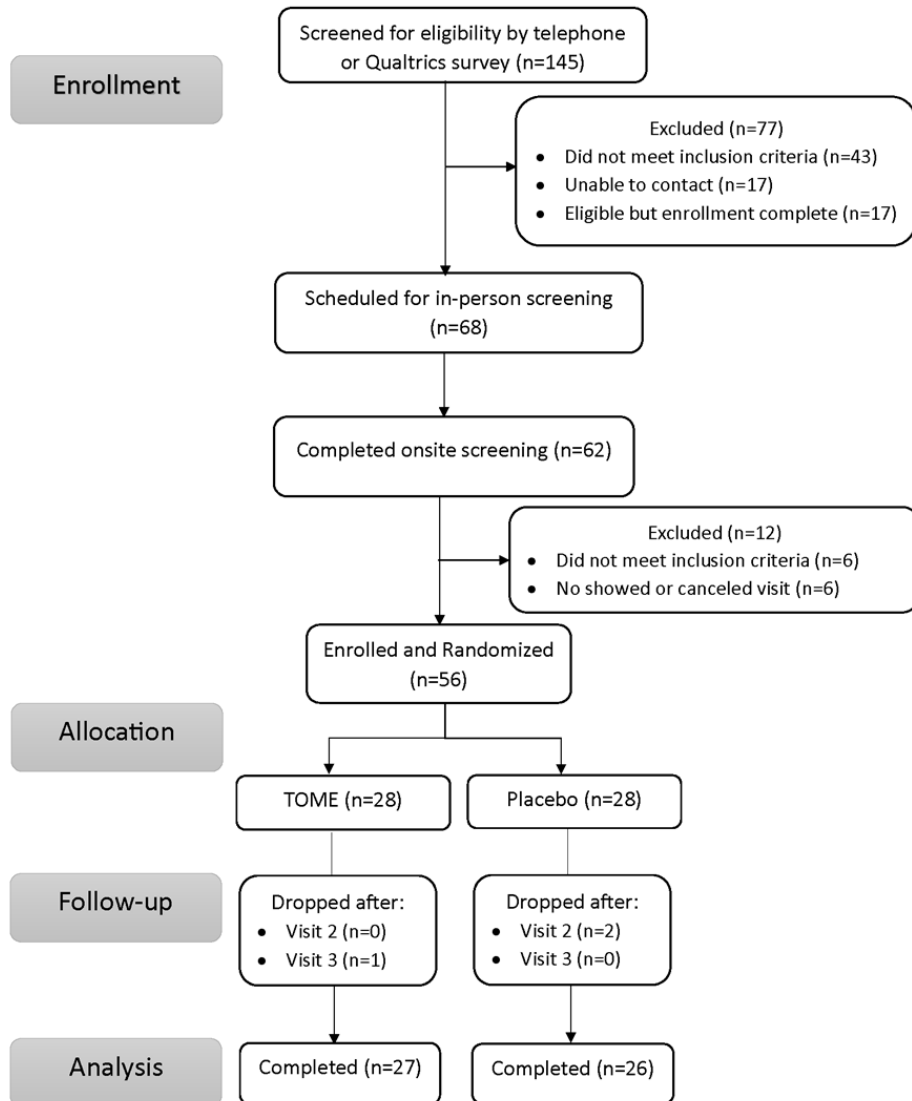 Screened for eligibility by telephone
or Qualtrics survey (n=145)
Enrollment
Excluded (n=77)
• Did not meet inclusion criteria (n=43)
• Unable to contact (n=17)
• Eligible but enrollment complete (n=17)
Scheduled for in-person screening
(n=68)
Completed onsite screening (n=62)
Excluded (n=12)
• Did not meet inclusion criteria (n=6)
• No showed or canceled visit (n=6)
Enrolled and Randomized
(n=56)
Allocation
TOME (n=28)
Placebo (n=28)
Follow-up
Dropped after:
• Visit 2 (n=0)
• Visit 3 (n=1)
Dropped after:
• Visit 2 (n=2)
• Visit 3 (n=0)
Analysis
Completed (n=27)
Completed (n=26)